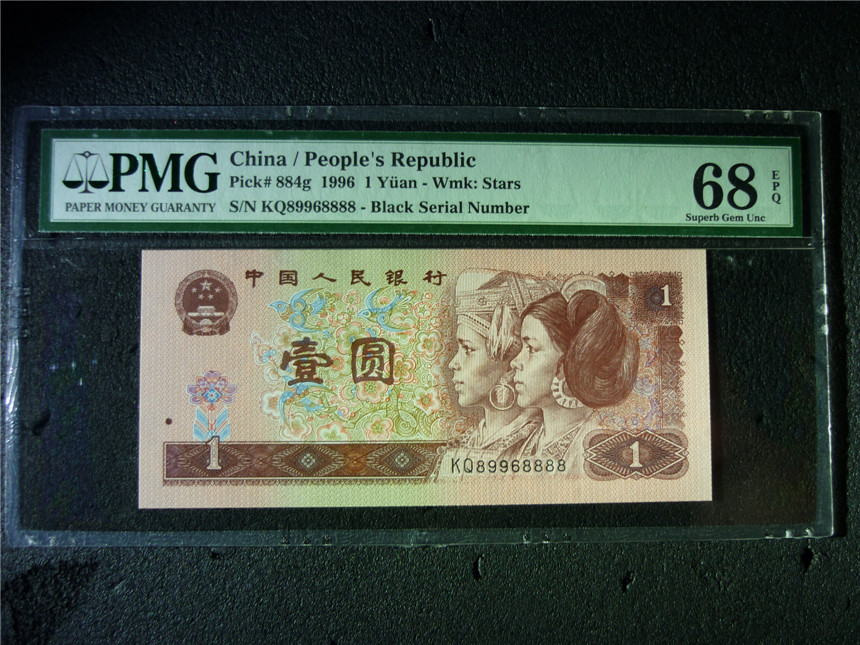 PMG
PAPER MONEY GUARANTY
China / People's Republic
Pick# 884g 1996 1 Yüan - Wmk: Stars
S/N KQ89968888 - Black Serial Number
68
EPQ
Superb Gem Unc
中国人民银行
1
壹圆
1
KQ89968888
1